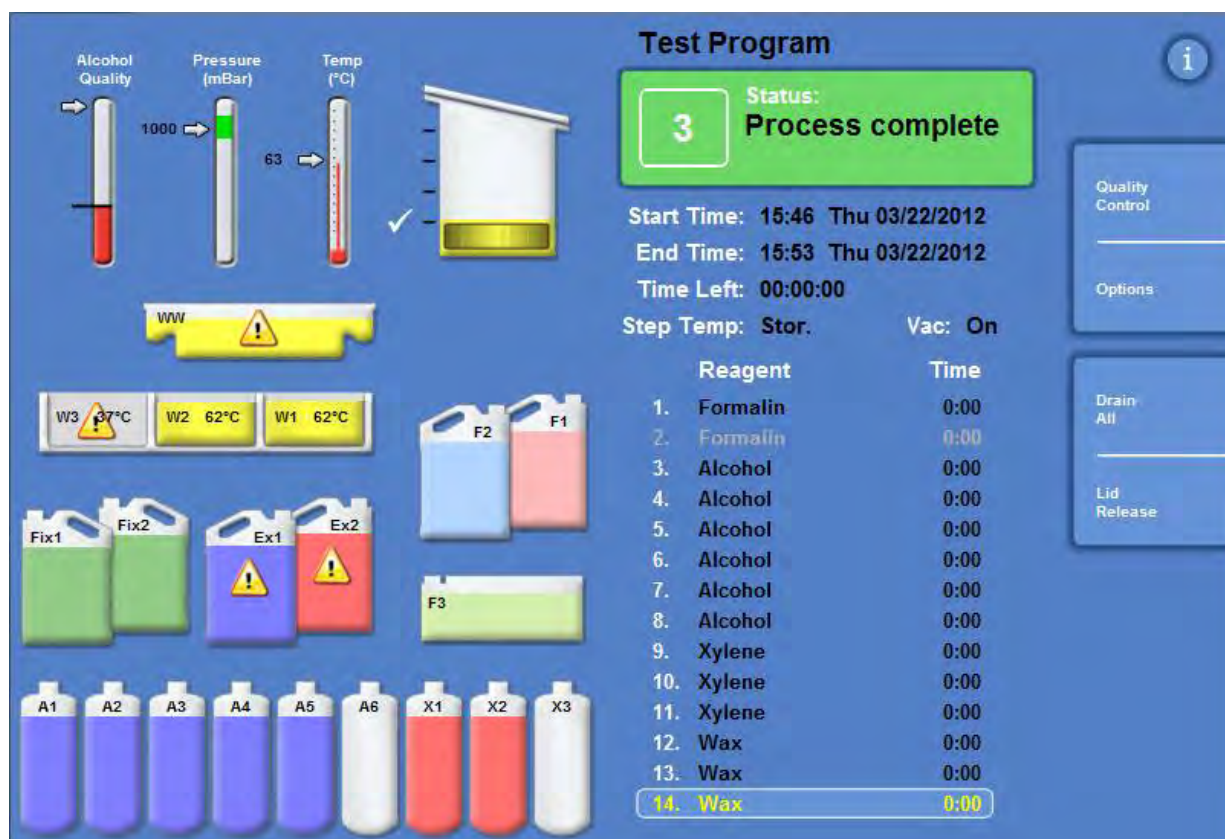 Alcohol
Quality
Pressure
(mBar)
Temp
(°C)
1000
63
WW
W3 37°C
W2 62°C
W1 62°C
F2
F1
Fix1
Fix2
Ex1
Ex2
F3
A1
A2
A3
A4
A5
A6
X1
X2
X3
Test Program
3
Status:
Process complete
Start Time: 15:46 Thu 03/22/2012
End Time: 15:53 Thu 03/22/2012
Time Left: 00:00:00
Step Temp: Stor. Vac: On
Reagent Time
1. Formalin 0:00
2. Formalin 0:00
3. Alcohol 0:00
4. Alcohol 0:00
5. Alcohol 0:00
6. Alcohol 0:00
7. Alcohol 0:00
8. Alcohol 0:00
9. Xylene 0:00
10. Xylene 0:00
11. Xylene 0:00
12. Wax 0:00
13. Wax 0:00
14. Wax 0:00
i
Quality
Control
Options
Drain
All
Lid
Release